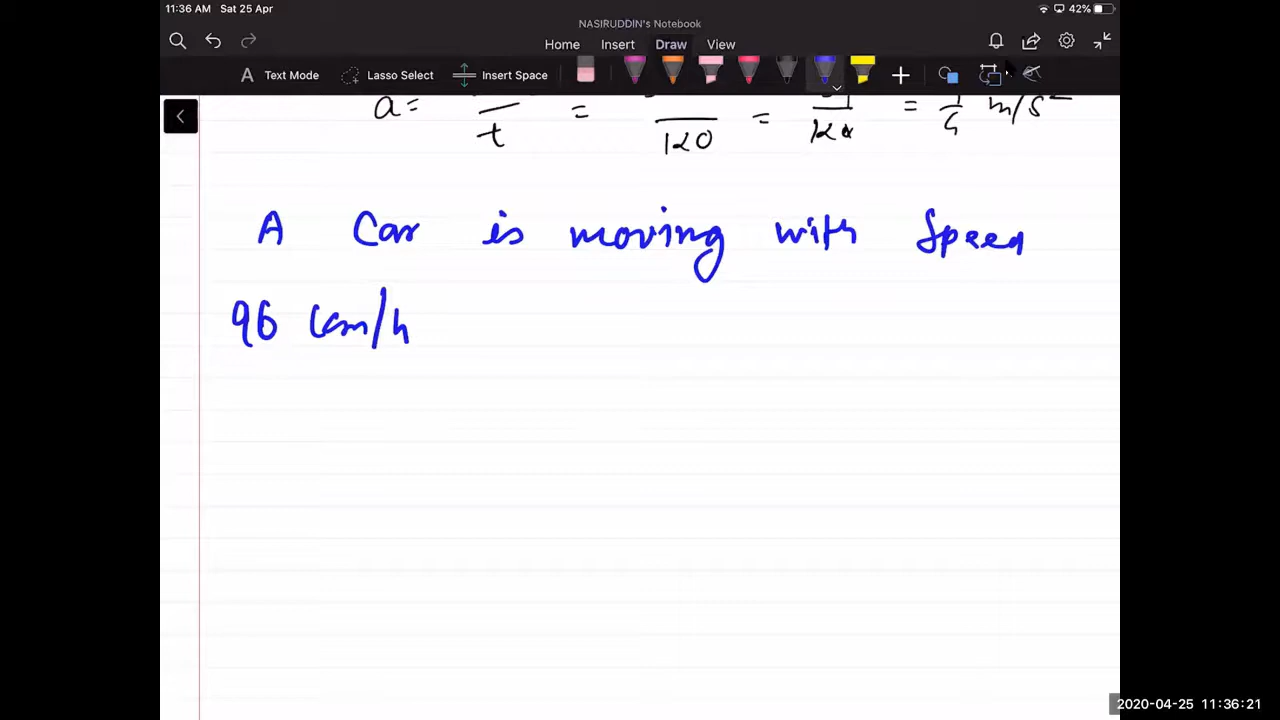 11:36 AM Sat 25 Apr 42%
NASIRUDDIN's Notebook
Home Insert Draw View
Text Mode Lasso Select Insert Space
a = / t = / 120 = / 120 = m/s²
A Car is moving with Speed
96 km/h
2020-04-25 11:36:21